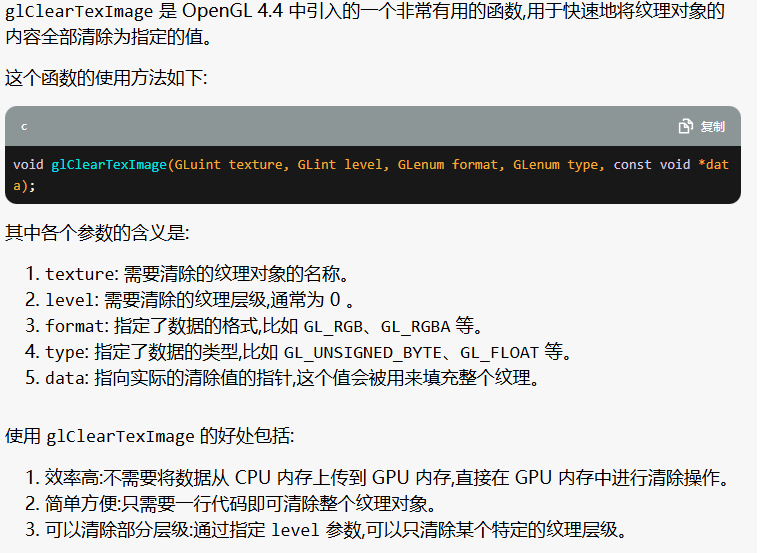 glClearTexImage 是 OpenGL 4.4 中引入的一个非常有用的函数,用于快速地将纹理对象的
内容全部清除为指定的值。
这个函数的使用方法如下:
c
复制
void glClearTexImage(GLuint texture, GLint level, GLenum format, GLenum type, const void *dat
a);
其中各个参数的含义是:
1. texture: 需要清除的纹理对象的名称。
2. level: 需要清除的纹理层级,通常为 0 。
3. format: 指定了数据的格式,比如 GL_RGB、GL_RGBA 等。
4. type: 指定了数据的类型,比如 GL_UNSIGNED_BYTE、GL_FLOAT 等。
5. data: 指向实际的清除值的指针,这个值会被用来填充整个纹理。
使用 glClearTexImage 的好处包括:
1. 效率高:不需要将数据从 CPU 内存上传到 GPU 内存,直接在 GPU 内存中进行清除操作。
2. 简单方便:只需要一行代码即可清除整个纹理对象。
3. 可以清除部分层级:通过指定 level 参数,可以只清除某个特定的纹理层级。